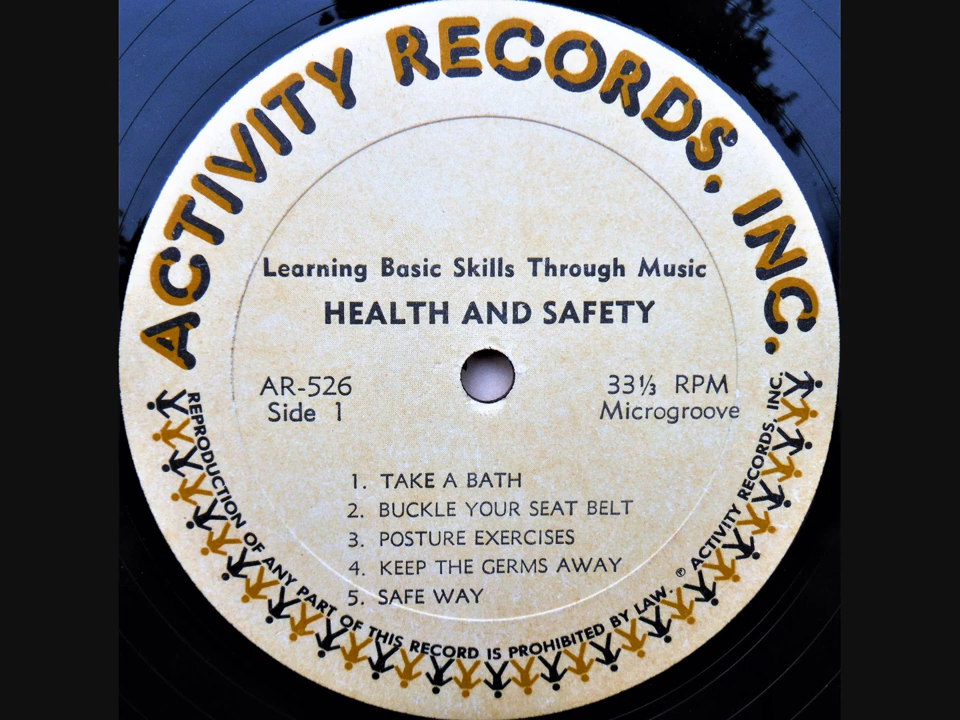 ACTIVITY RECORDS, INC.
Learning Basic Skills Through Music
HEALTH AND SAFETY
AR-526
Side 1
33⅓ RPM
Microgroove
1. TAKE A BATH
2. BUCKLE YOUR SEAT BELT
3. POSTURE EXERCISES
4. KEEP THE GERMS AWAY
5. SAFE WAY
REPRODUCTION OF ANY PART OF THIS RECORD IS PROHIBITED BY LAW. ® ACTIVITY RECORDS, INC.